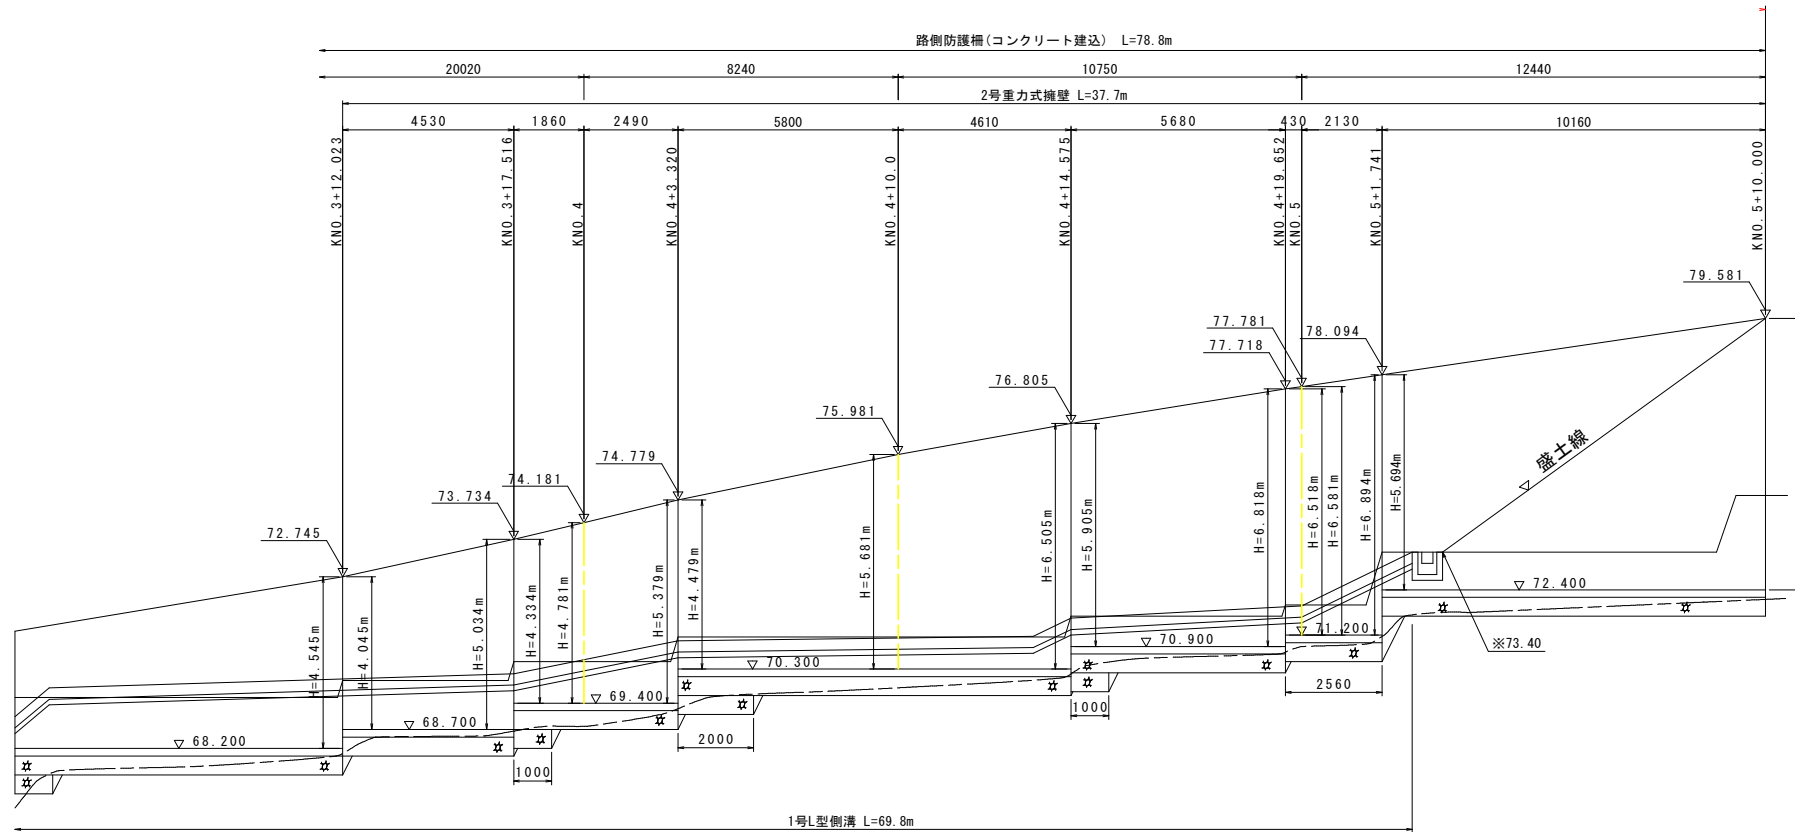 路側防護柵(コンクリート建込) L=78.8m
20020
8240
10750
12440
2号重力式擁壁 L=37.7m
4530
1860
2490
5800
4610
5680
430
2130
10160
KNO.3+12.023
KNO.3+17.516
KNO.4
KNO.4+3.320
KNO.4+10.0
KNO.4+14.575
KNO.4+19.652
KNO.5
KNO.5+1.741
KNO.5+10.000
79.581
77.781
78.094
77.718
76.805
75.981
74.779
74.181
73.734
72.745
盛土線
H=4.545m
H=4.045m
H=5.034m
H=4.334m
H=4.781m
H=5.379m
H=4.479m
H=5.681m
H=6.505m
H=5.905m
H=6.818m
H=6.518m
H=6.581m
H=6.894m
H=5.694m
72.400
71.200
70.900
※73.40
70.300
69.400
68.700
68.200
2560
1000
2000
1000
1号L型側溝 L=69.8m